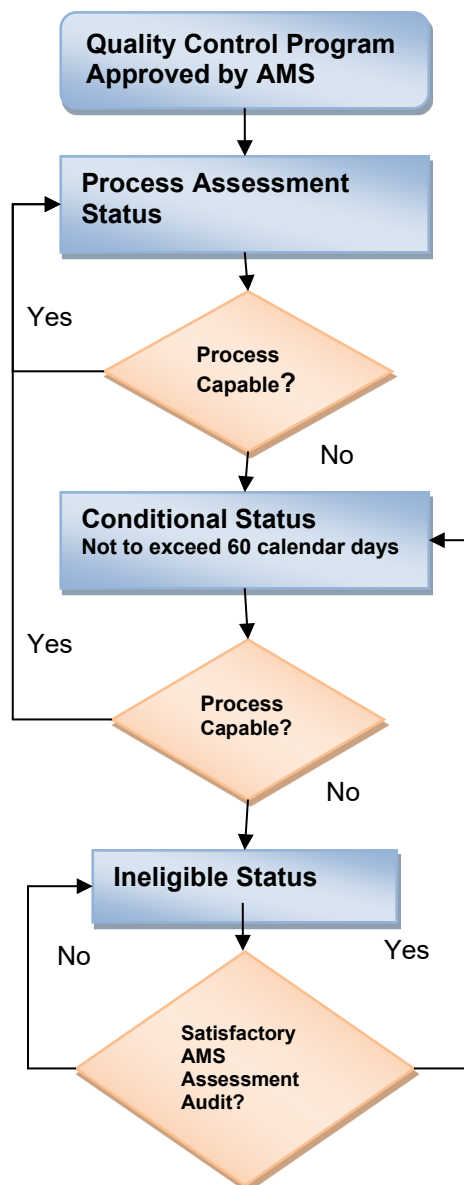 Quality Control Program
Approved by AMS
Process Assessment
Status
Yes
Process
Capable?
No
Conditional Status
Not to exceed 60 calendar days
Yes
Process
Capable?
No
Ineligible Status
No
Yes
Satisfactory
AMS
Assessment
Audit?